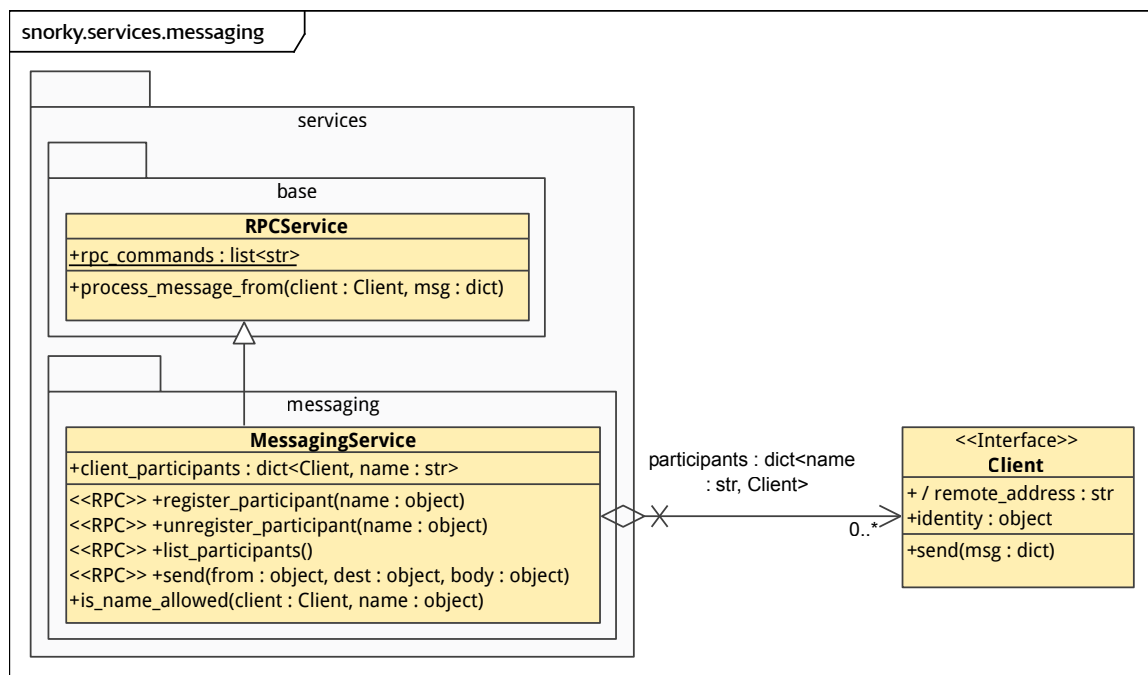 snorky.services.messaging
services
base
RPCService
+rpc_commands : list<str>
+process_message_from(client : Client, msg : dict)
messaging
MessagingService
+client_participants : dict<Client, name : str>
<<RPC>> +register_participant(name : object)
<<RPC>> +unregister_participant(name : object)
<<RPC>> +list_participants()
<<RPC>> +send(from : object, dest : object, body : object)
+is_name_allowed(client : Client, name : object)
participants : dict<name
: str, Client>
0..*
<<Interface>>
Client
+ / remote_address : str
+identity : object
+send(msg : dict)